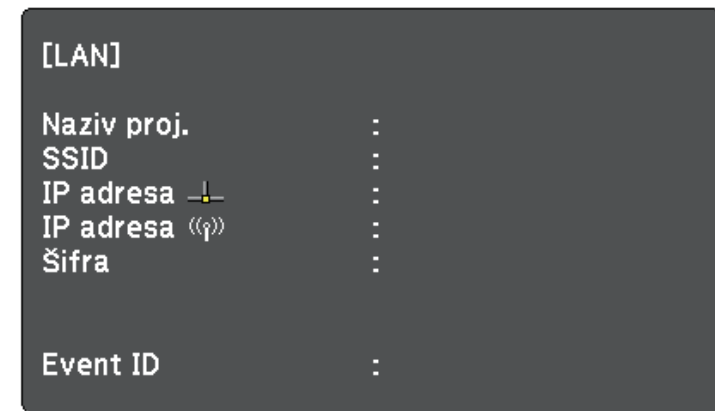 [LAN]
Naziv proj. :
SSID :
IP adresa :
IP adresa :
Šifra :
Event ID :